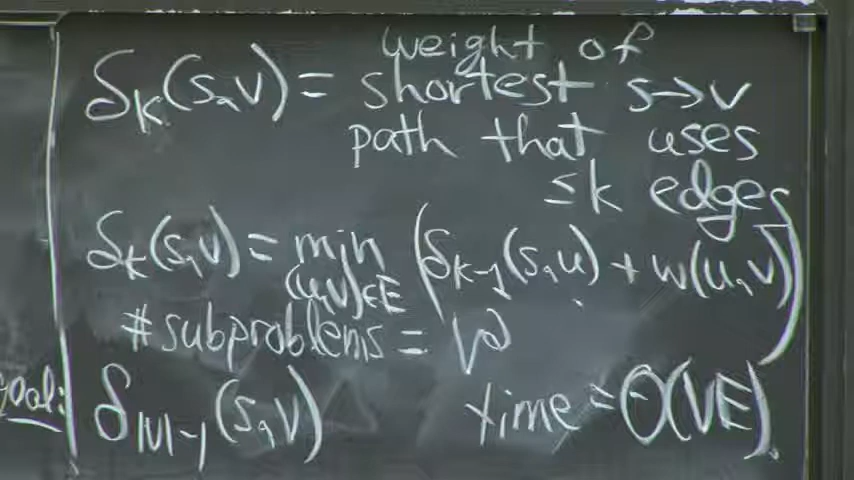 δₖ(s,v) = weight of
shortest s→v
path that uses
≤k edges
δₖ(s,v) = min (δₖ₋₁(s,u) + w(u,v))
(u,v)∈E
#subproblems = V²
goal: δ|V|-1(s,v) time = Θ(VE)